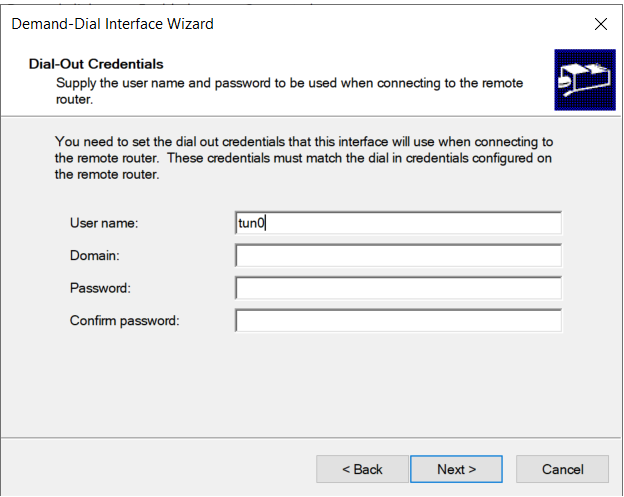 Demand-Dial Interface Wizard
Dial-Out Credentials
Supply the user name and password to be used when connecting to the remote
router.
You need to set the dial out credentials that this interface will use when connecting to
the remote router.  These credentials must match the dial in credentials configured on
the remote router.
User name: tun0
Domain:
Password:
Confirm password:
< Back Next > Cancel